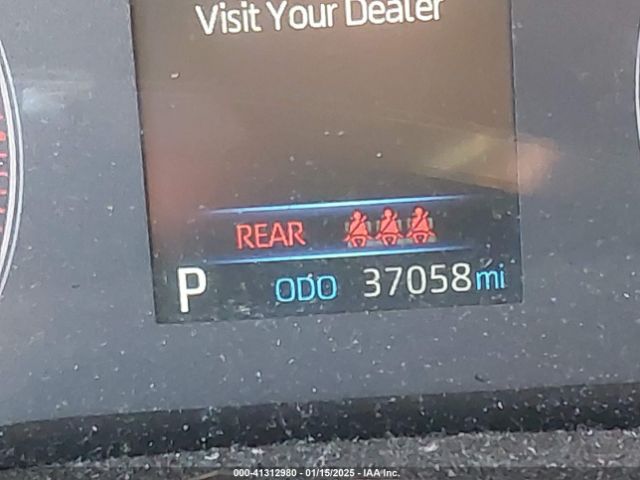 Visit Your Dealer
REAR
P ODO 37058 mi
000-41312980 - 01/15/2025 - IAA Inc.